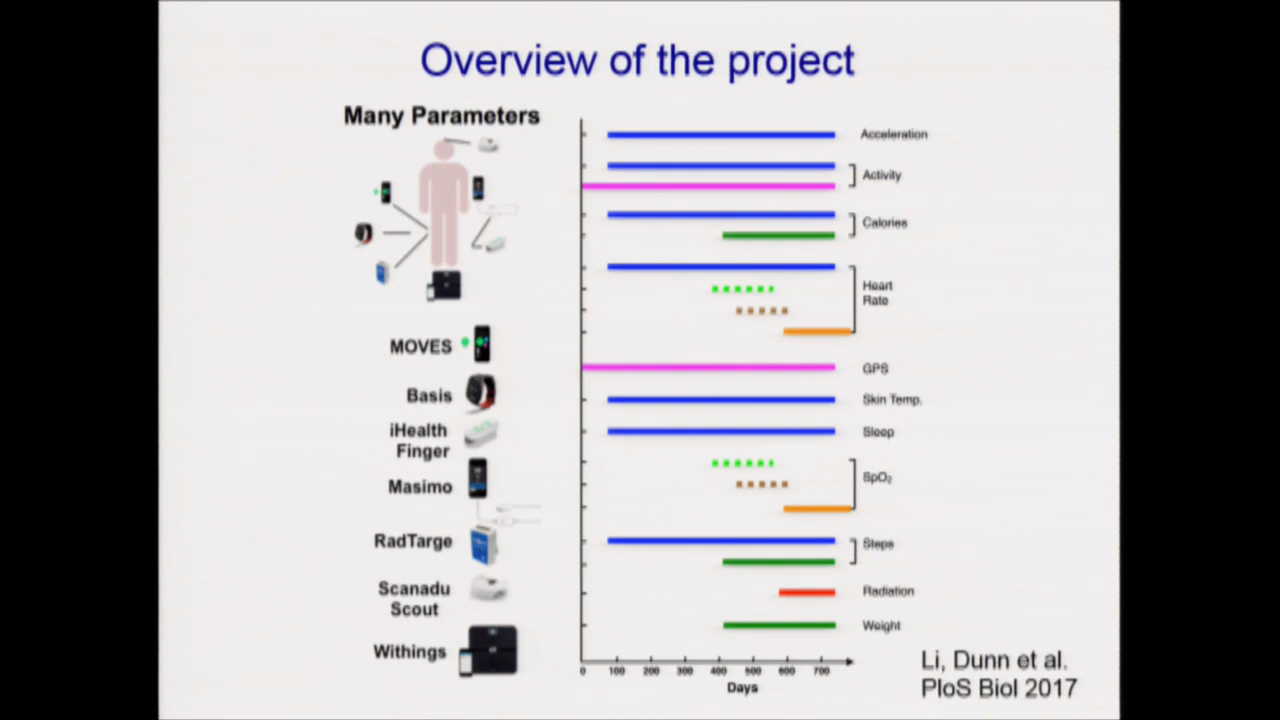 Overview of the project
Many Parameters
MOVES
Basis
iHealth
Finger
Masimo
RadTarge
Scanadu
Scout
Withings
Acceleration
Activity
Calories
Heart
Rate
GPS
Skin Temp.
Sleep
SpO₂
Steps
Radiation
Weight
0 100 200 300 400 500 600 700
Days
Li, Dunn et al.
PloS Biol 2017